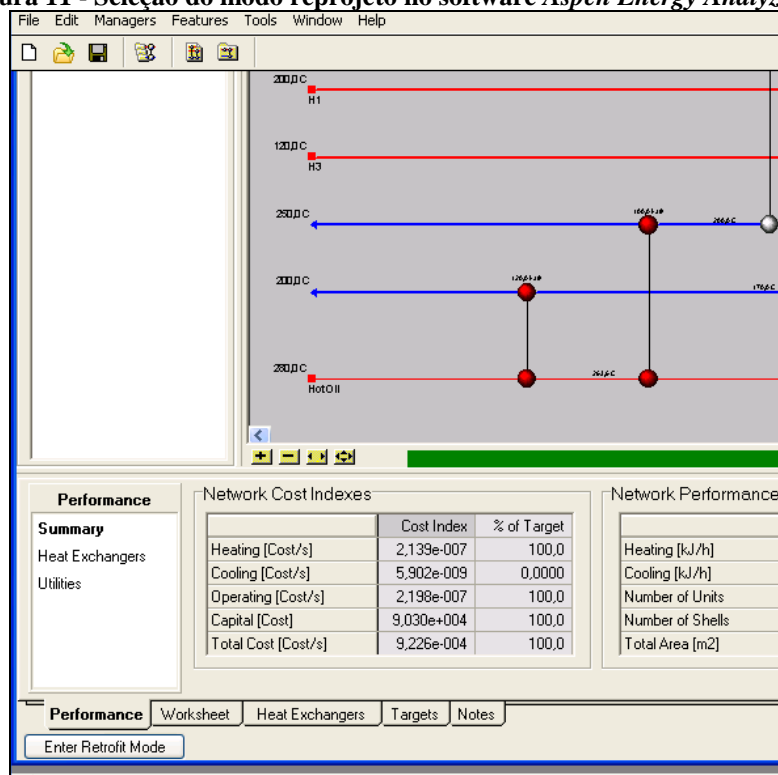 ura 11 - Seleção do modo reprojeto no software Aspen Energy Analyz
File Edit Managers Features Tools Window Help
200,0 C
H1
120,0 C
H3
250,0 C
200,0 C
280,0 C
HotOil
Performance
Summary
Heat Exchangers
Utilities
Network Cost Indexes
Cost Index % of Target
Heating [Cost/s] 2,139e-007 100,0
Cooling [Cost/s] 5,902e-009 0,0000
Operating [Cost/s] 2,198e-007 100,0
Capital [Cost] 9,030e+004 100,0
Total Cost [Cost/s] 9,226e-004 100,0
Network Performance
Heating [kJ/h]
Cooling [kJ/h]
Number of Units
Number of Shells
Total Area [m2]
Performance Worksheet Heat Exchangers Targets Notes
Enter Retrofit Mode